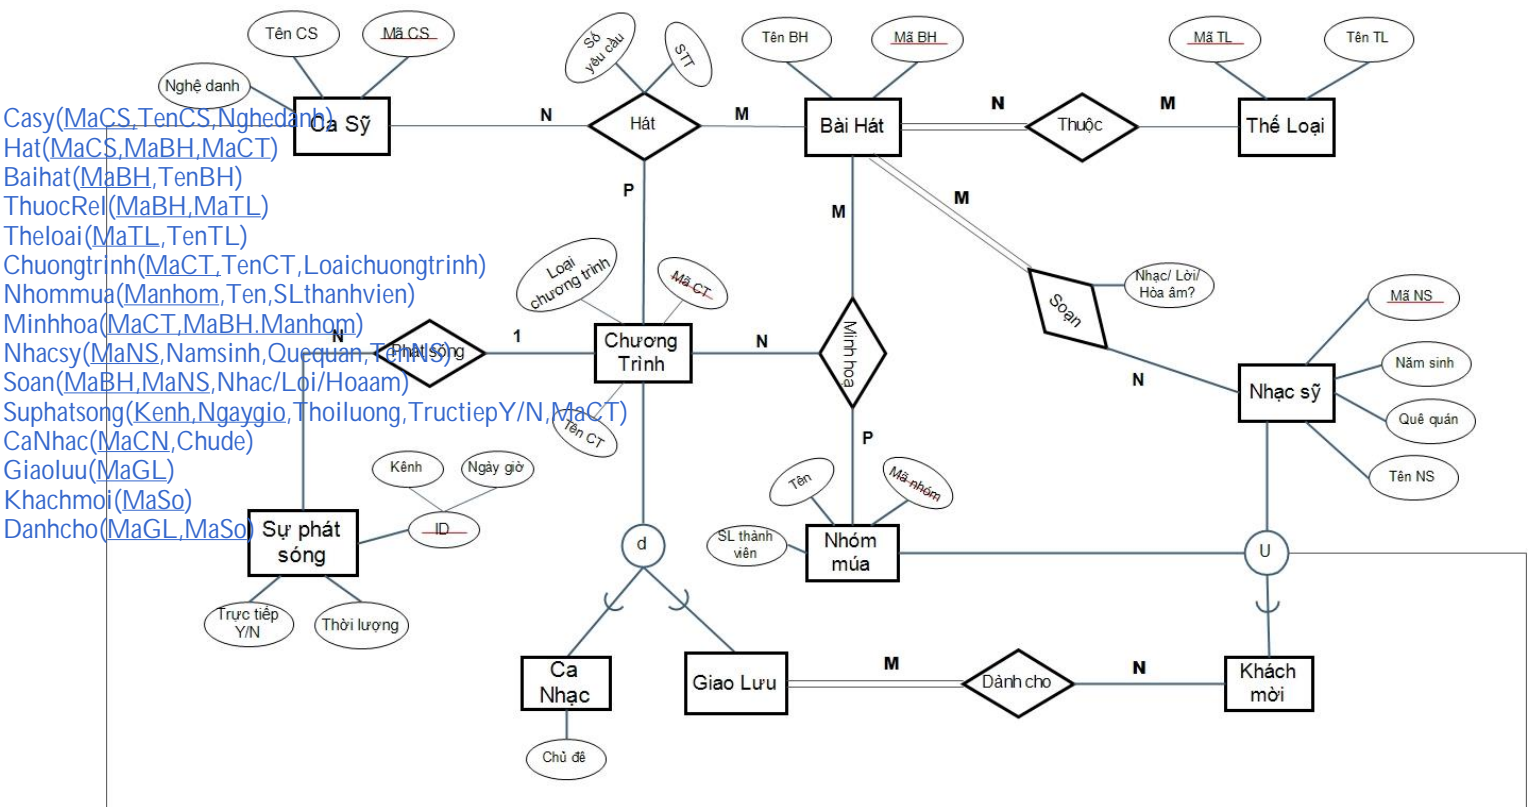 Tên CS
Mã CS
Nghệ danh
Ca Sỹ
N
Số
yêu cầu
STT
Hát
M
P
Tên BH
Mã BH
Bài Hát
N
Thuộc
M
Mã TL
Tên TL
Thể Loại
Casy(MaCS,TenCS,Nghedanh)
Hat(MaCS,MaBH,MaCT)
Baihat(MaBH,TenBH)
ThuocRel(MaBH,MaTL)
Theloai(MaTL,TenTL)
Chuongtrinh(MaCT,TenCT,Loaichuongtrinh)
Nhommua(Manhom,Ten,SLthanhvien)
Minhhoa(MaCT,MaBH.Manhom)
Nhacsy(MaNS,Namsinh,Quequan,TenNS)
Soan(MaBH,MaNS,Nhac/Loi/Hoaam)
Suphatsong(Kenh,Ngaygio,Thoiluong,TructiepY/N,MaCT)
CaNhac(MaCN,Chude)
Giaoluu(MaGL)
Khachmoi(MaSo)
Danhcho(MaGL,MaSo)
M
M
Loại
chương trình
Mã CT
Chương
Trình
Tên CT
N
Phát sóng
1
N
Minh họa
P
Soạn
Nhạc/ Lời/
Hòa âm?
N
Mã NS
Năm sinh
Quê quán
Tên NS
Nhạc sỹ
Kênh
Ngày giờ
ID
Sự phát
sóng
Trực tiếp
Y/N
Thời lượng
d
Tên
Mã nhóm
SL thành
viên
Nhóm
múa
U
Ca
Nhạc
Chủ đề
Giao Lưu
M
Dành cho
N
Khách
mời